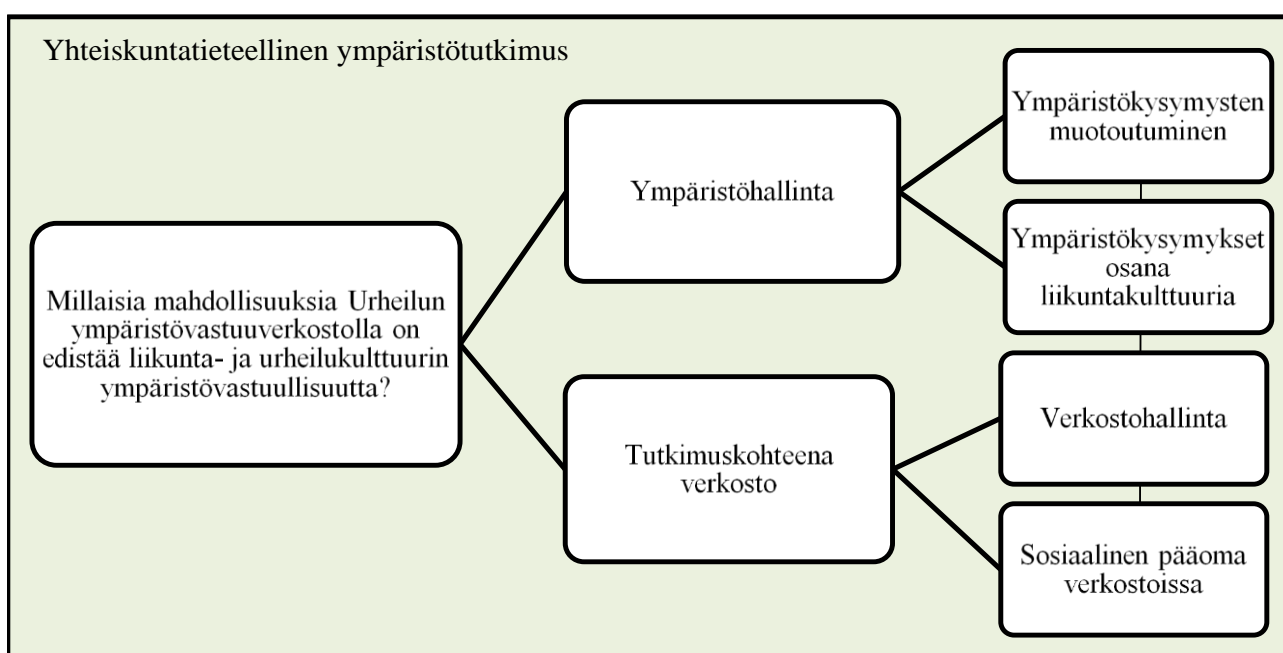 Yhteiskuntatieteellinen ympäristötutkimus
Millaisia mahdollisuuksia Urheilun
ympäristövastuuverkostolla on
edistää liikunta- ja urheilukulttuurin
ympäristövastuullisuutta?
Ympäristöhallinta
Ympäristökysymysten
muotoutuminen
Ympäristökysymykset
osana
liikuntakulttuuria
Tutkimuskohteena
verkosto
Verkostohallinta
Sosiaalinen pääoma
verkostoissa